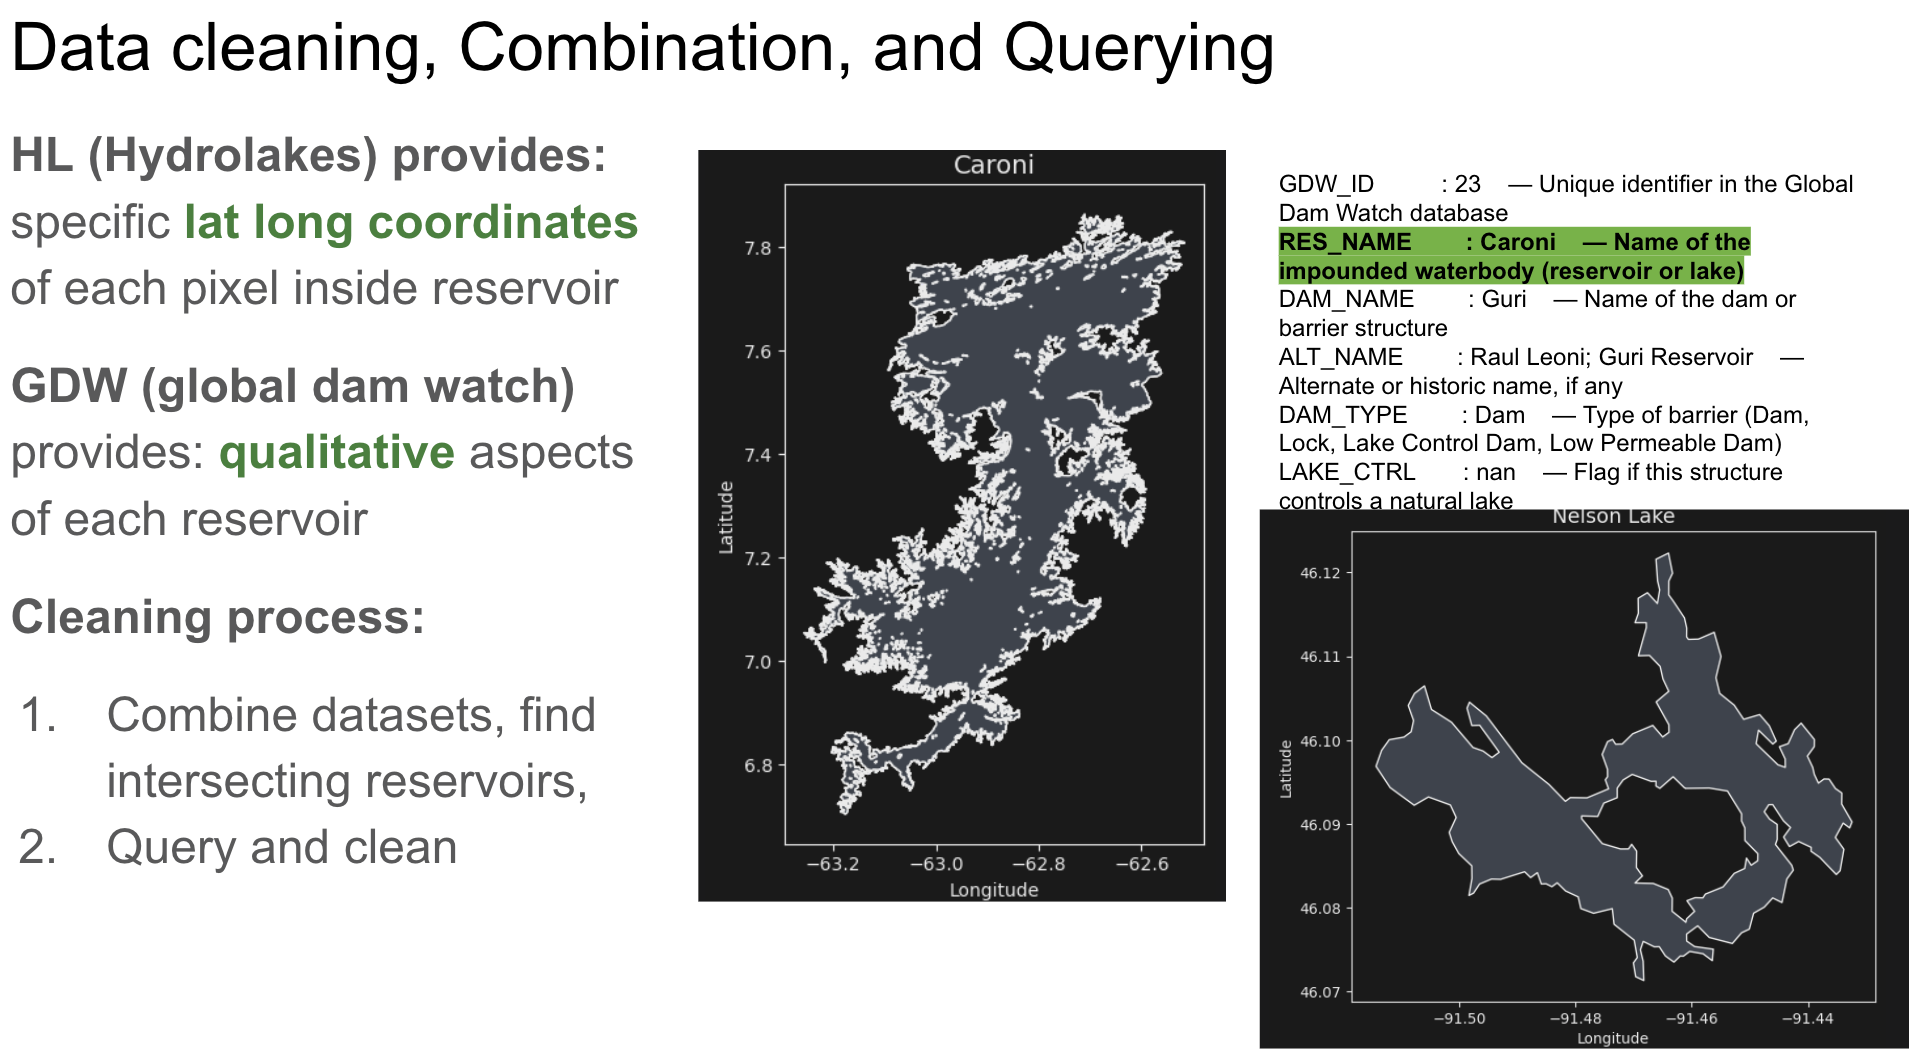 Data cleaning, Combination, and Querying
HL (Hydrolakes) provides:
specific lat long coordinates
of each pixel inside reservoir
GDW (global dam watch)
provides: qualitative aspects
of each reservoir
Cleaning process:
1. Combine datasets, find
intersecting reservoirs,
2. Query and clean
Caroni
7.8
7.6
7.4
7.2
7.0
6.8
Latitude
−63.2 −63.0 −62.8 −62.6
Longitude
GDW_ID : 23 — Unique identifier in the Global
Dam Watch database
RES_NAME : Caroni — Name of the
impounded waterbody (reservoir or lake)
DAM_NAME : Guri — Name of the dam or
barrier structure
ALT_NAME : Raul Leoni; Guri Reservoir —
Alternate or historic name, if any
DAM_TYPE : Dam — Type of barrier (Dam,
Lock, Lake Control Dam, Low Permeable Dam)
LAKE_CTRL : nan — Flag if this structure
controls a natural lake
Nelson Lake
46.12
46.11
46.10
46.09
46.08
46.07
Latitude
−91.50 −91.48 −91.46 −91.44
Longitude